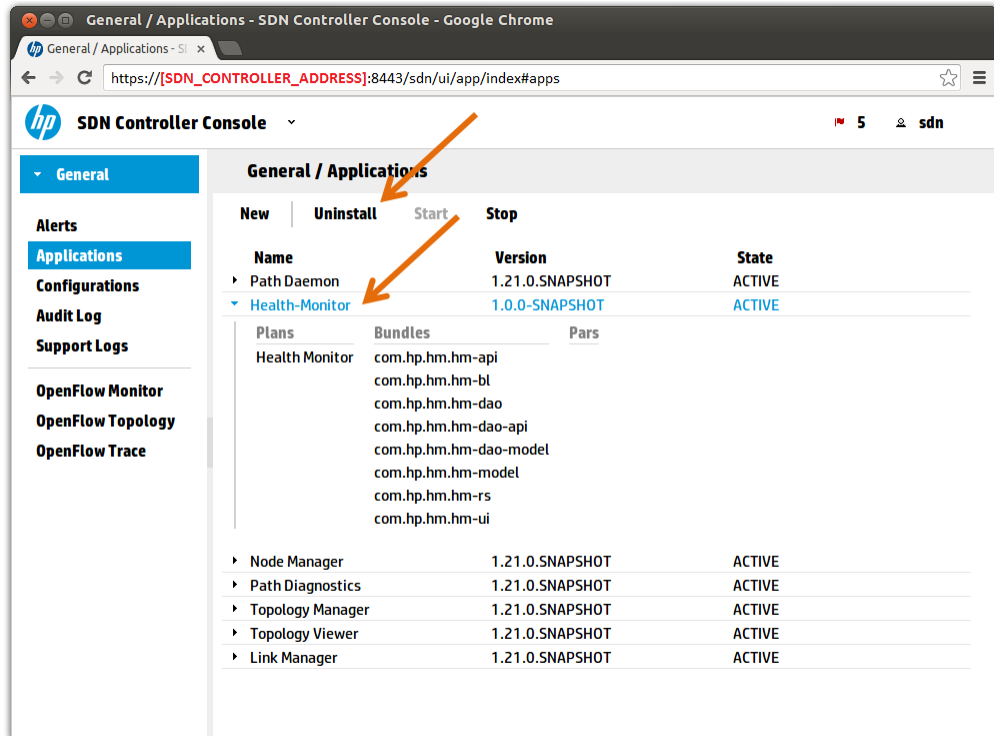 General / Applications - SDN Controller Console - Google Chrome
General / Applications - S
https://[SDN_CONTROLLER_ADDRESS]:8443/sdn/ui/app/index#apps
hp SDN Controller Console 5 sdn
General
General / Applications
New Uninstall Start Stop
Alerts
Applications
Configurations
Audit Log
Support Logs
OpenFlow Monitor
OpenFlow Topology
OpenFlow Trace
Name Version State
Path Daemon 1.21.0.SNAPSHOT ACTIVE
Health-Monitor 1.0.0-SNAPSHOT ACTIVE
Plans Bundles Pars
Health Monitor com.hp.hm.hm-api
com.hp.hm.hm-bl
com.hp.hm.hm-dao
com.hp.hm.hm-dao-api
com.hp.hm.hm-dao-model
com.hp.hm.hm-model
com.hp.hm.hm-rs
com.hp.hm.hm-ui
Node Manager 1.21.0.SNAPSHOT ACTIVE
Path Diagnostics 1.21.0.SNAPSHOT ACTIVE
Topology Manager 1.21.0.SNAPSHOT ACTIVE
Topology Viewer 1.21.0.SNAPSHOT ACTIVE
Link Manager 1.21.0.SNAPSHOT ACTIVE